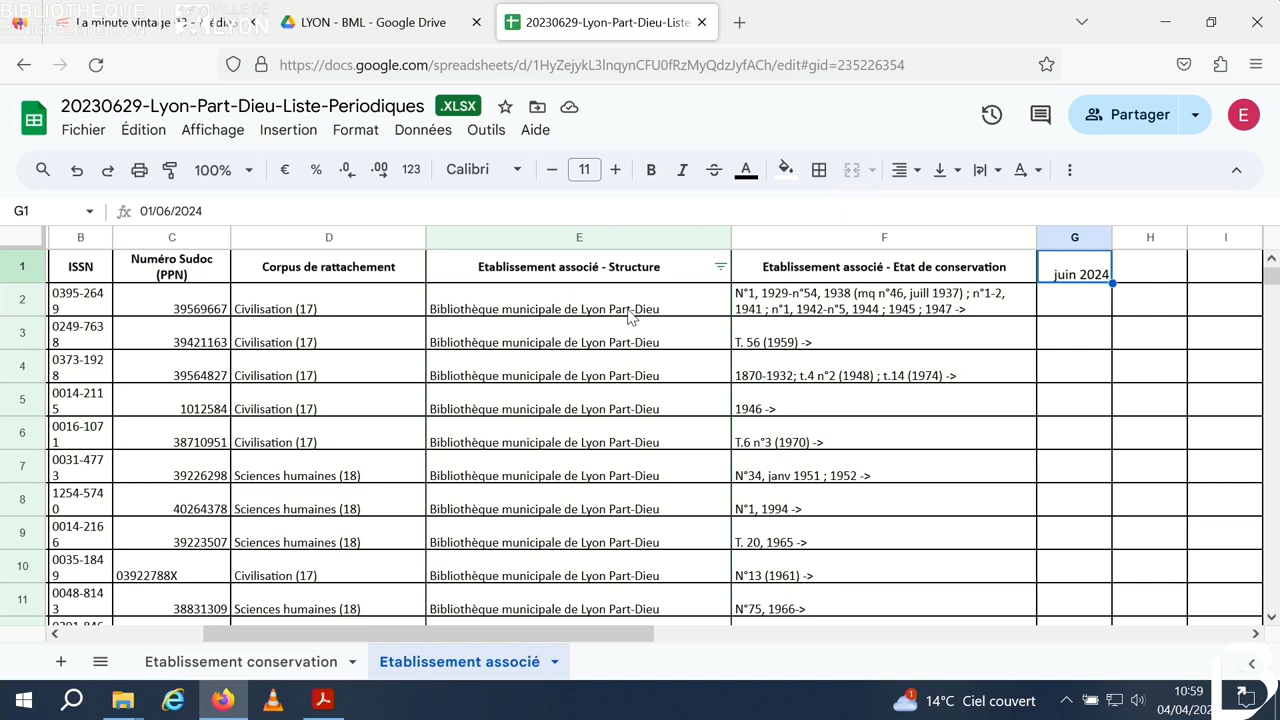 BIBLIOTHÈQUE
MUNICIPALE DE LYON
VILLE DE
LYON
La minute vintage
LYON - BML - Google Drive
20230629-Lyon-Part-Dieu-Liste
https://docs.google.com/spreadsheets/d/1HyZejykL3lnqynCFU0fRzMyQdzJyfACh/edit#gid=235226354
20230629-Lyon-Part-Dieu-Liste-Periodiques .XLSX
Fichier Édition Affichage Insertion Format Données Outils Aide
Partager
E
100% € % .0 .00 123 Calibri 11 B I A
G1 fx 01/06/2024
B C D E F G H I
1 ISSN Numéro Sudoc (PPN) Corpus de rattachement Etablissement associé - Structure Etablissement associé - Etat de conservation juin 2024
2 0395-2649 39569667 Civilisation (17) Bibliothèque municipale de Lyon Part-Dieu N°1, 1929-n°54, 1938 (mq n°46, juill 1937) ; n°1-2, 1941 ; n°1, 1942-n°5, 1944 ; 1945 ; 1947 ->
3 0249-7638 39421163 Civilisation (17) Bibliothèque municipale de Lyon Part-Dieu T. 56 (1959) ->
4 0373-1928 39564827 Civilisation (17) Bibliothèque municipale de Lyon Part-Dieu 1870-1932; t.4 n°2 (1948) ; t.14 (1974) ->
5 0014-2115 1012584 Civilisation (17) Bibliothèque municipale de Lyon Part-Dieu 1946 ->
6 0016-1071 38710951 Civilisation (17) Bibliothèque municipale de Lyon Part-Dieu T.6 n°3 (1970) ->
7 0031-4773 39226298 Sciences humaines (18) Bibliothèque municipale de Lyon Part-Dieu N°34, janv 1951 ; 1952 ->
8 1254-5740 40264378 Sciences humaines (18) Bibliothèque municipale de Lyon Part-Dieu N°1, 1994 ->
9 0014-2166 39223507 Sciences humaines (18) Bibliothèque municipale de Lyon Part-Dieu T. 20, 1965 ->
10 0035-1849 03922788X Civilisation (17) Bibliothèque municipale de Lyon Part-Dieu N°13 (1961) ->
11 0048-8143 38831309 Sciences humaines (18) Bibliothèque municipale de Lyon Part-Dieu N°75, 1966->
Etablissement conservation Etablissement associé
1 14°C Ciel couvert
10:59
04/04/202